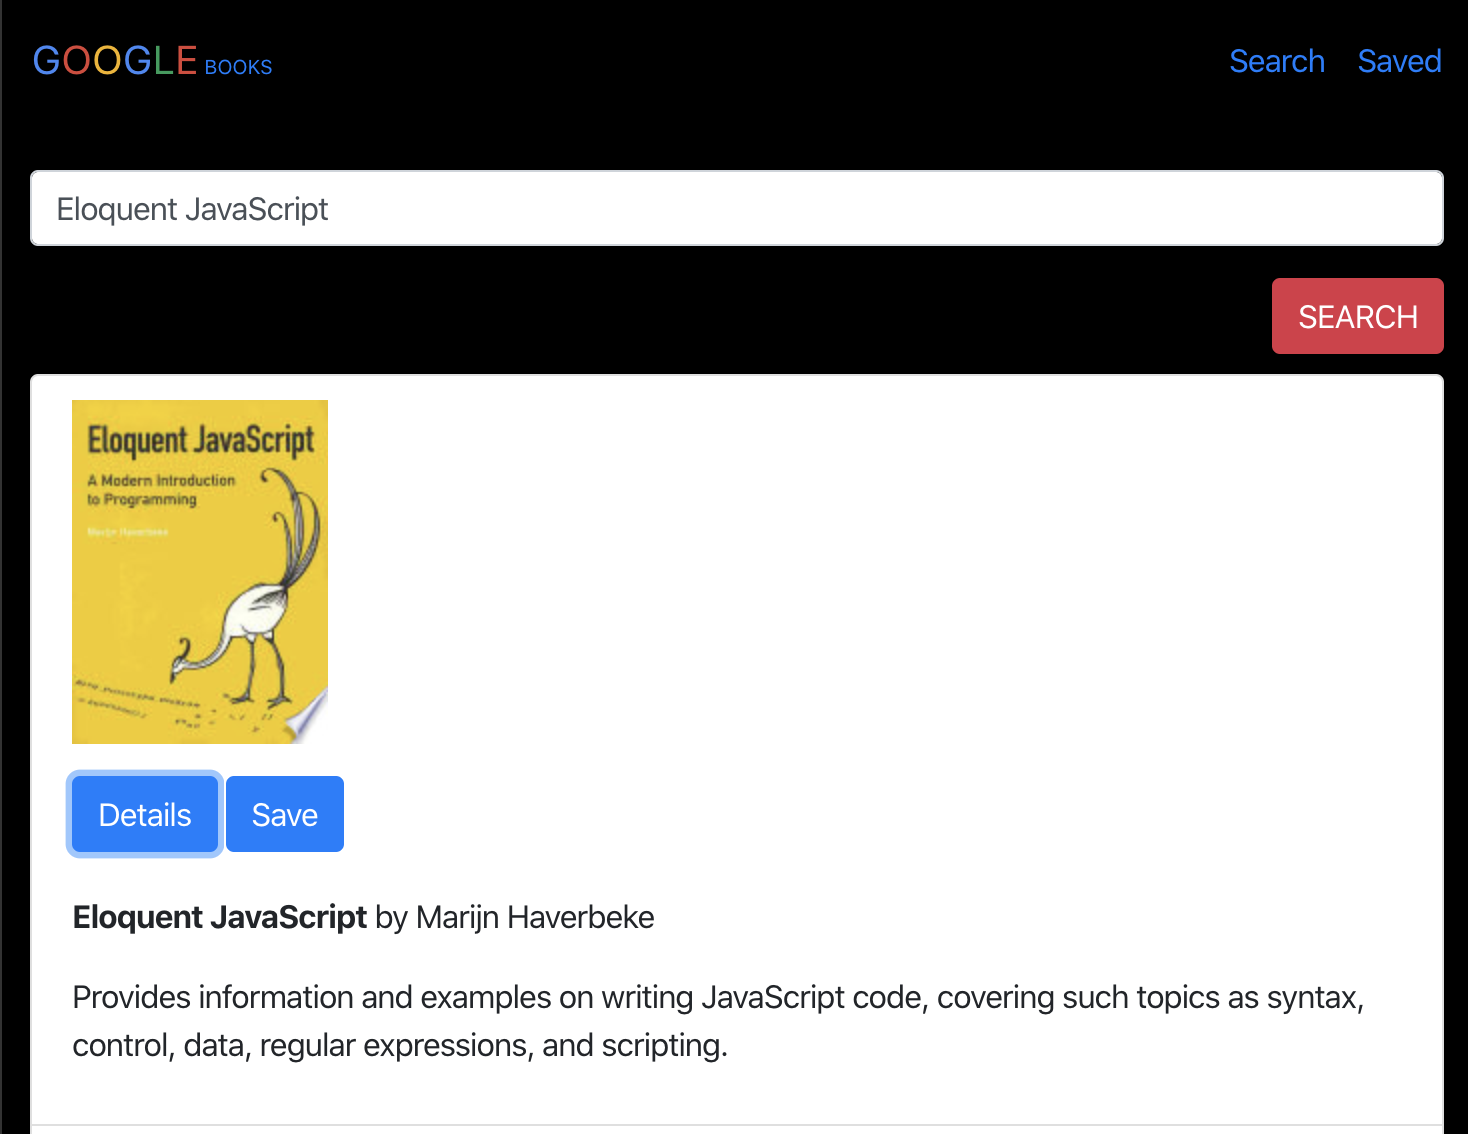 GOOGLE BOOKS
Search Saved
Eloquent JavaScript
SEARCH
Eloquent JavaScript
A Modern Introduction
to Programming
Marijn Haverbeke
Details Save
Eloquent JavaScript by Marijn Haverbeke
Provides information and examples on writing JavaScript code, covering such topics as syntax,
control, data, regular expressions, and scripting.